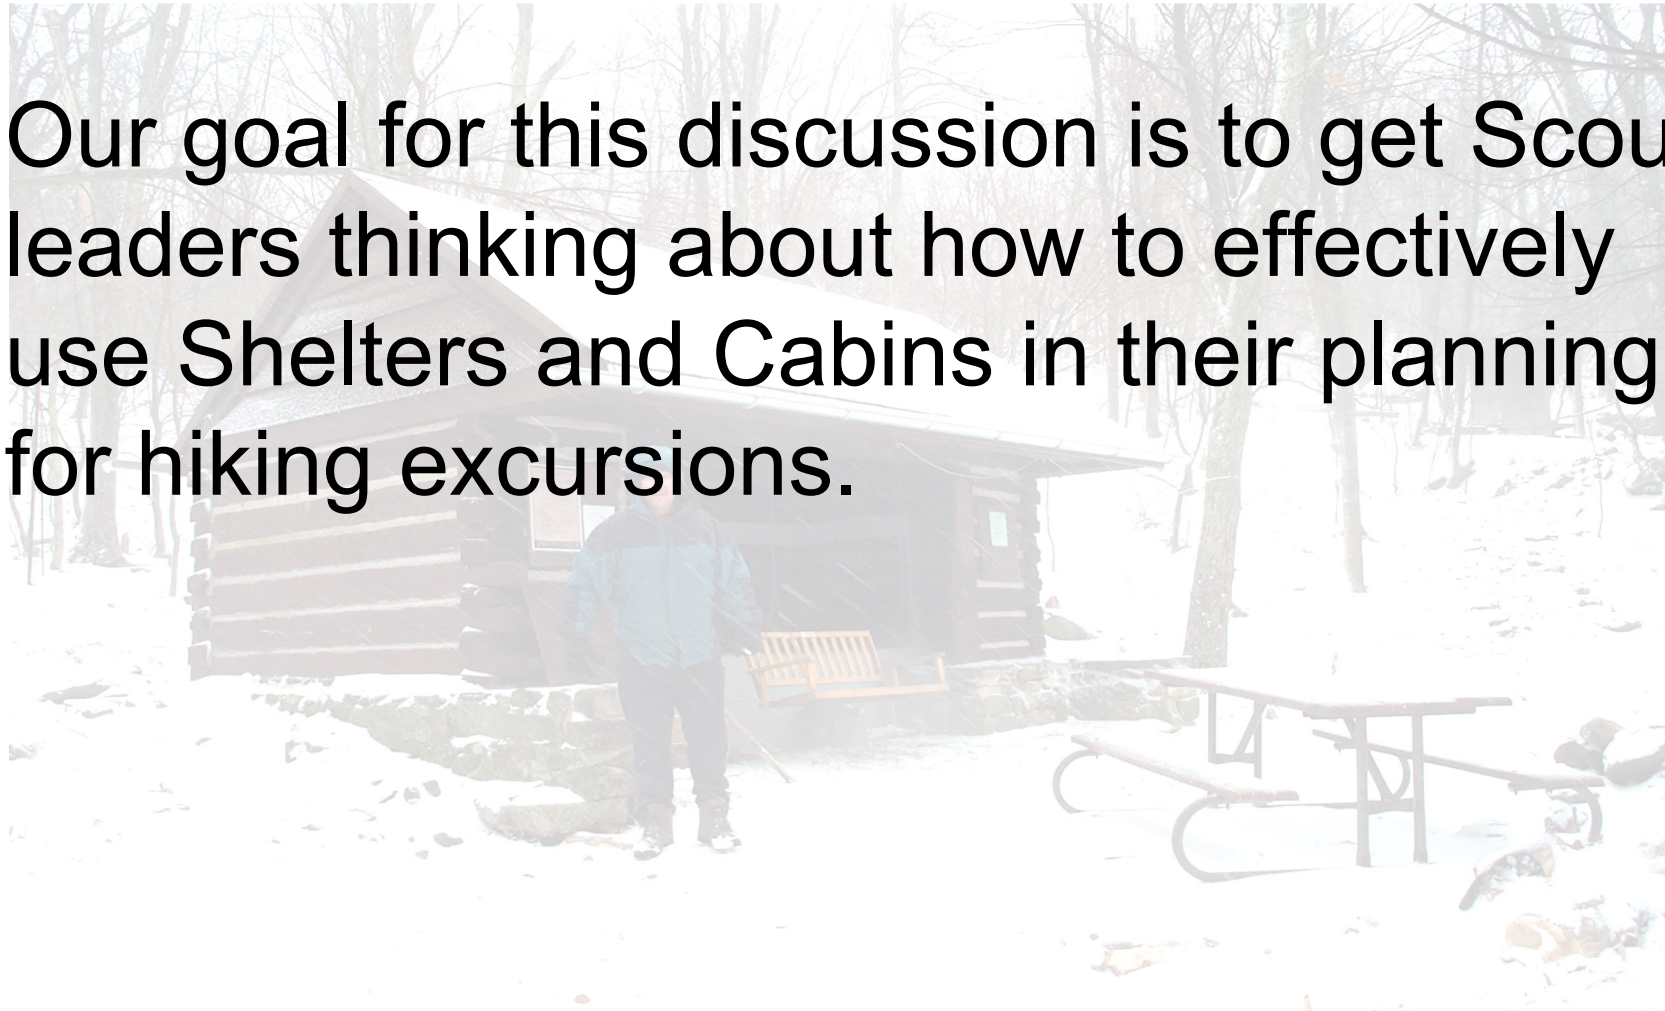 Our goal for this discussion is to get Scou
leaders thinking about how to effectively
use Shelters and Cabins in their planning
for hiking excursions.